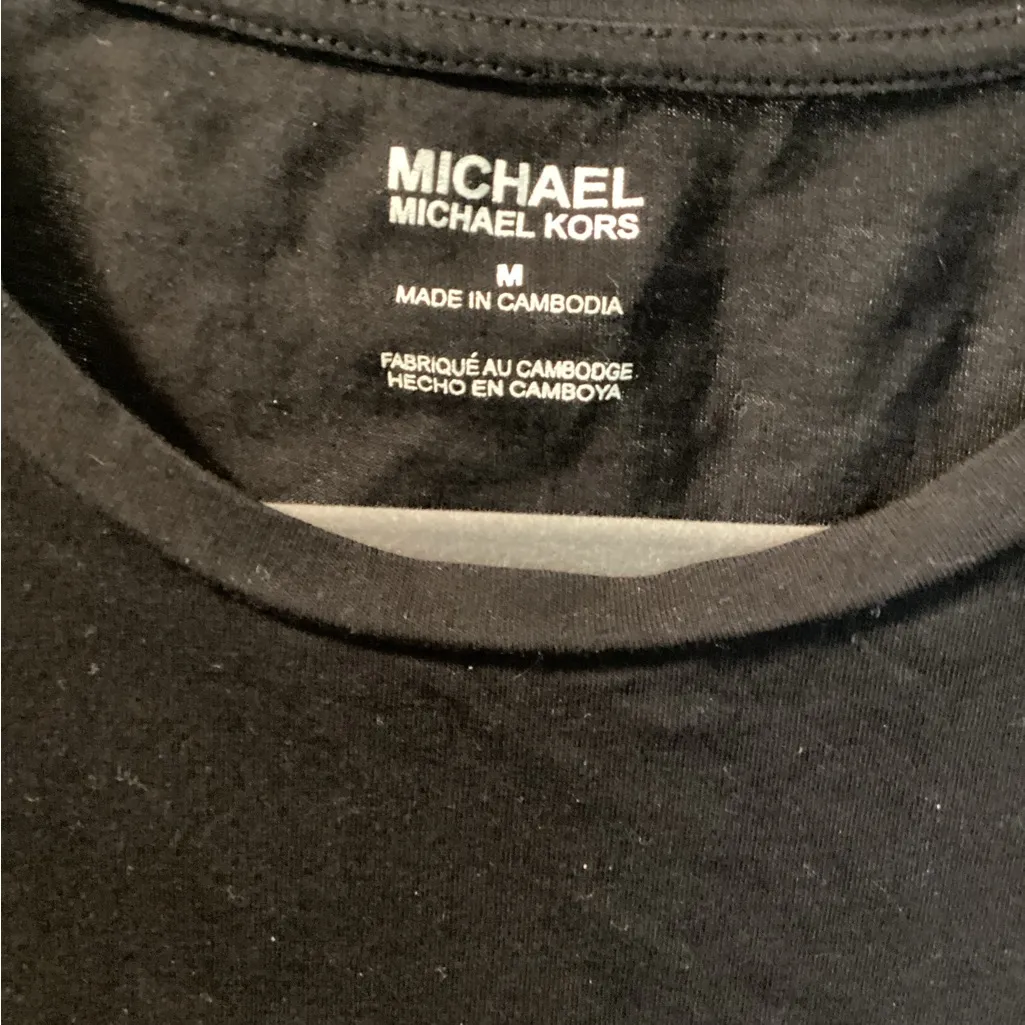 MICHAEL
MICHAEL KORS
M
MADE IN CAMBODIA
FABRIQUÉ AU CAMBODGE
HECHO EN CAMBOYA